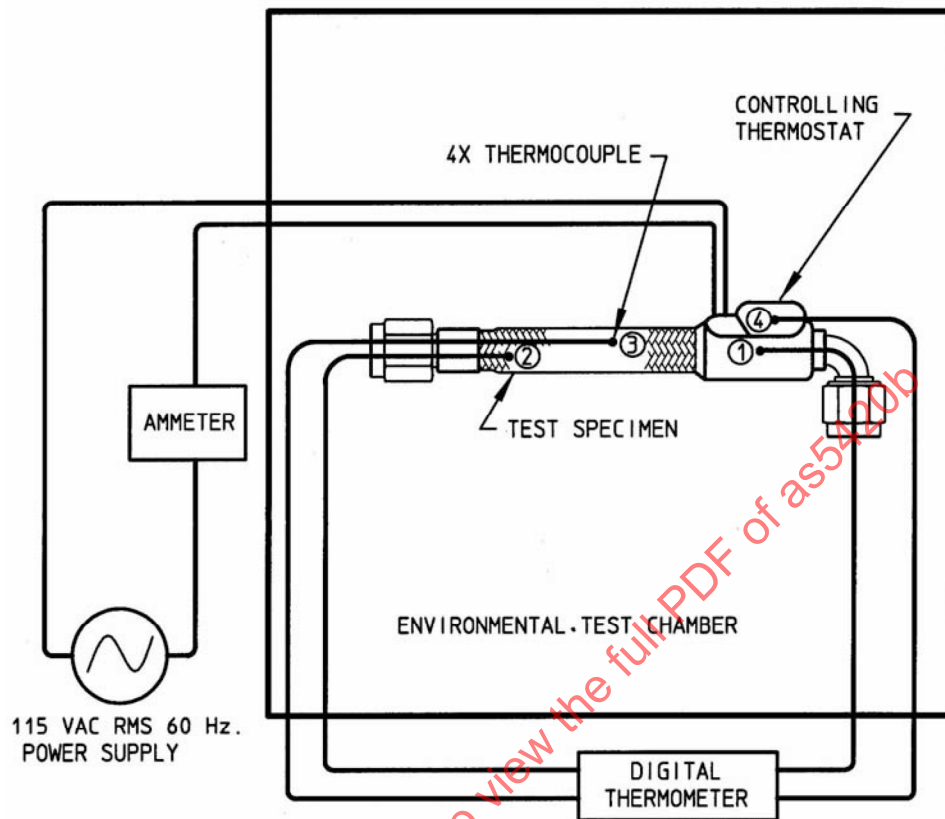 CONTROLLING
THERMOSTAT
4X THERMOCOUPLE
4
3
1
2
TEST SPECIMEN
AMMETER
ENVIRONMENTAL.TEST CHAMBER
115 VAC RMS 60 Hz.
POWER SUPPLY
DIGITAL
THERMOMETER
view the full PDF of as5420b